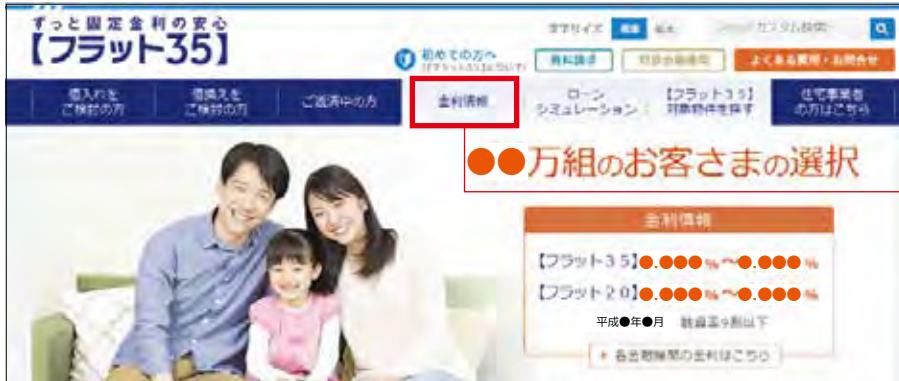 ずっと固定金利の安心
【フラット35】
初めての方へ
文字サイズ 標準 拡大
資料請求
よくある質問・お問合せ
借入れを
ご検討の方
借換えを
ご検討の方
ご返済中の方
金利情報
ローン
シミュレーション
【フラット35】
対象物件を探す
住宅事業者
の方はこちら
●●万組のお客さまの選択
金利情報
【フラット35】●.●●●%~●.●●●%
【フラット20】●.●●●%~●.●●●%
平成●年●月 融資率9割以下
各金融機関の金利はこちら